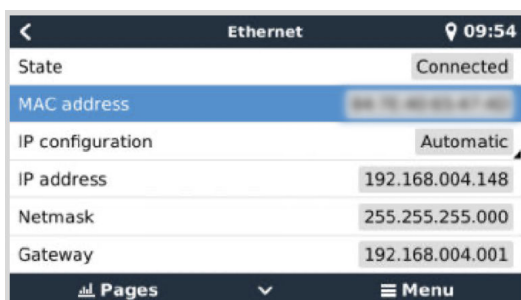 Ethernet 09:54
State Connected
MAC address
IP configuration Automatic
IP address 192.168.004.148
Netmask 255.255.255.000
Gateway 192.168.004.001
Pages Menu